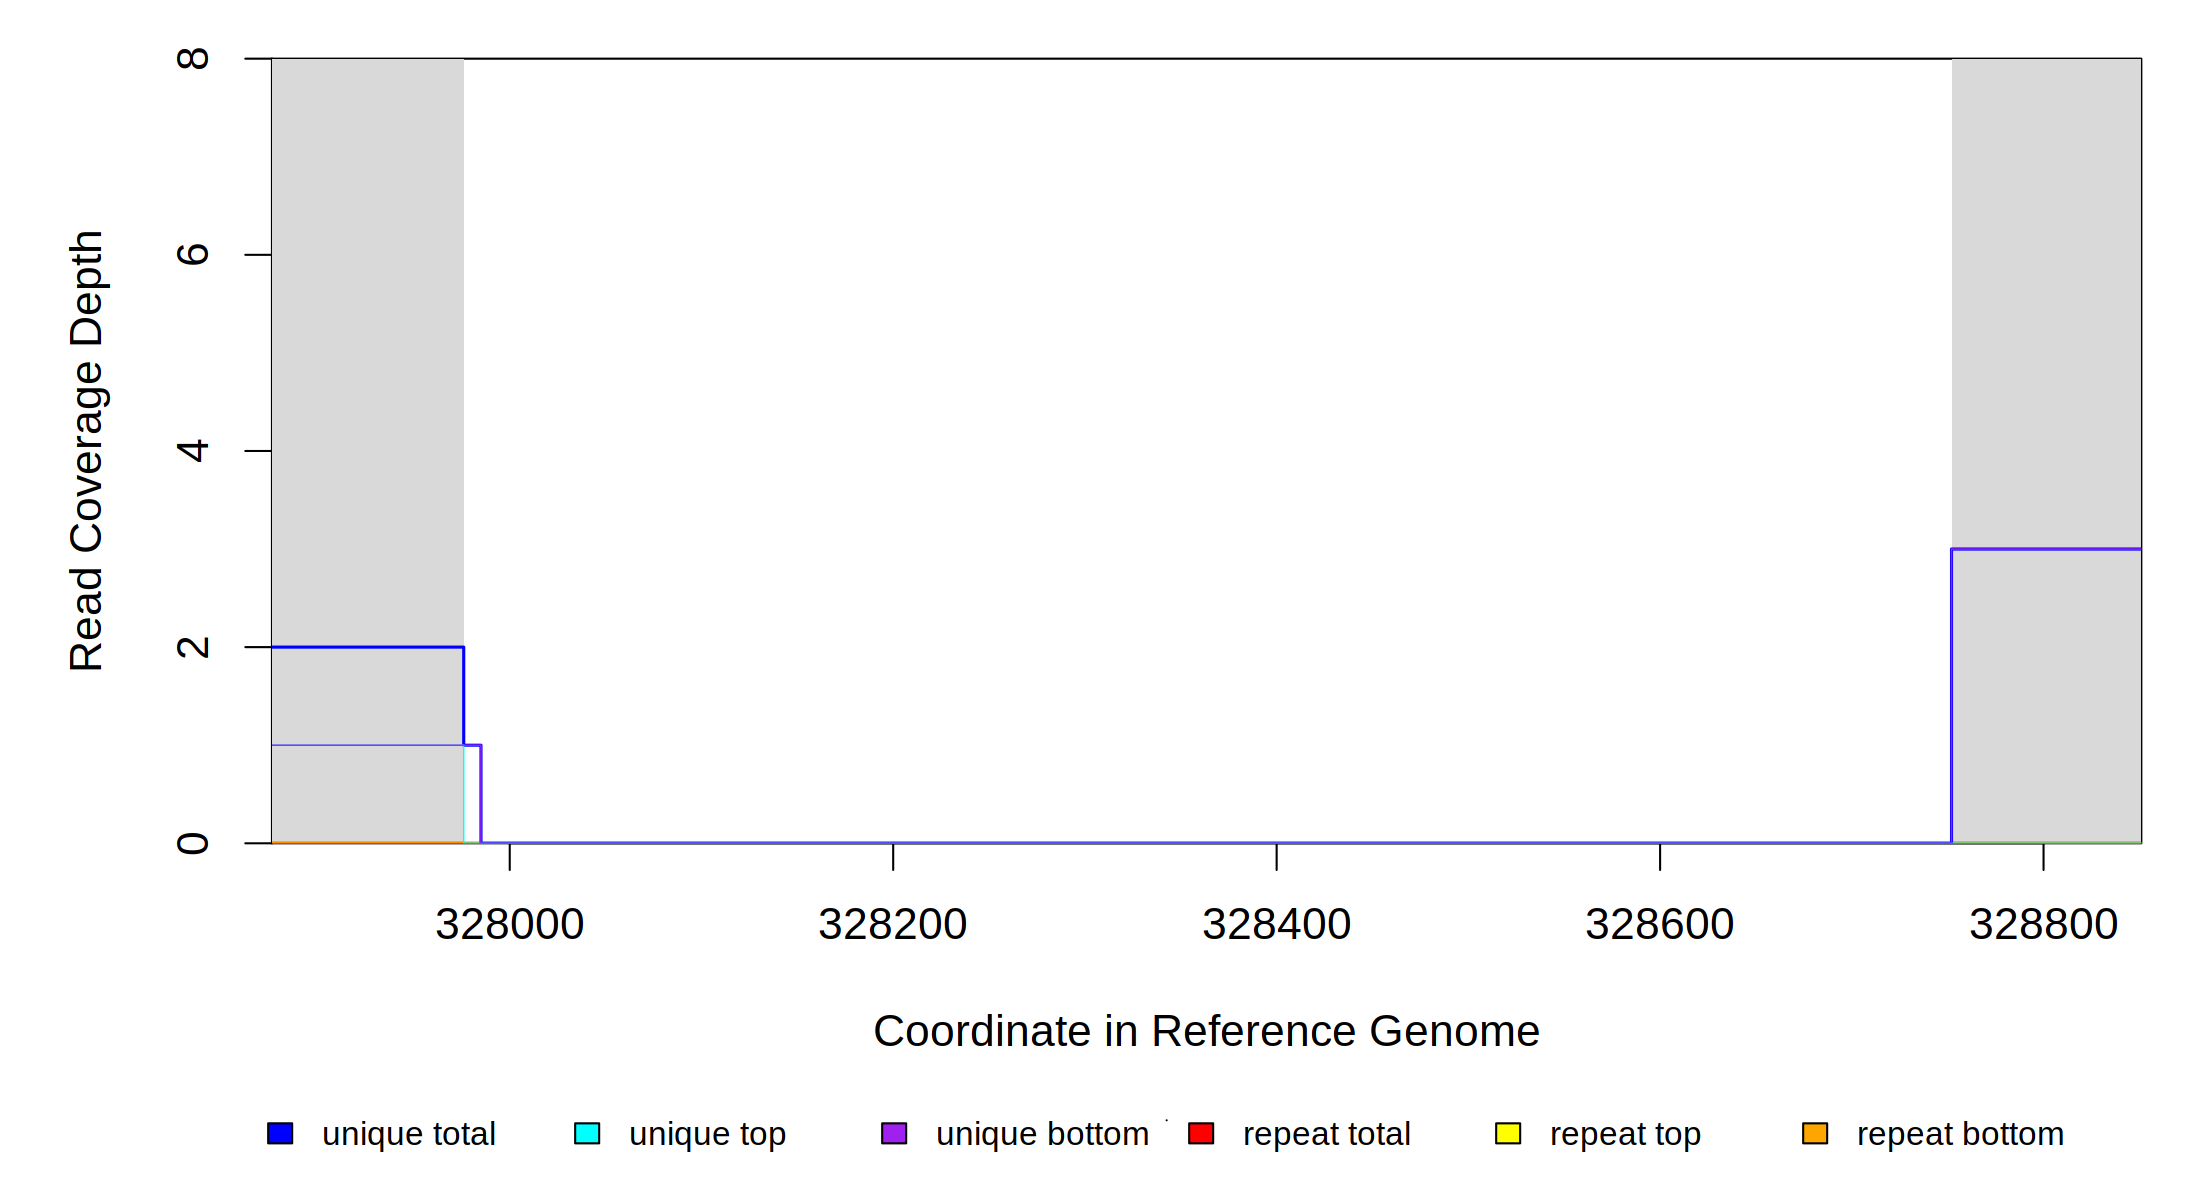 8
6
4
2
0
Read Coverage Depth
328000 328200 328400 328600 328800
Coordinate in Reference Genome
unique total unique top unique bottom repeat total repeat top repeat bottom